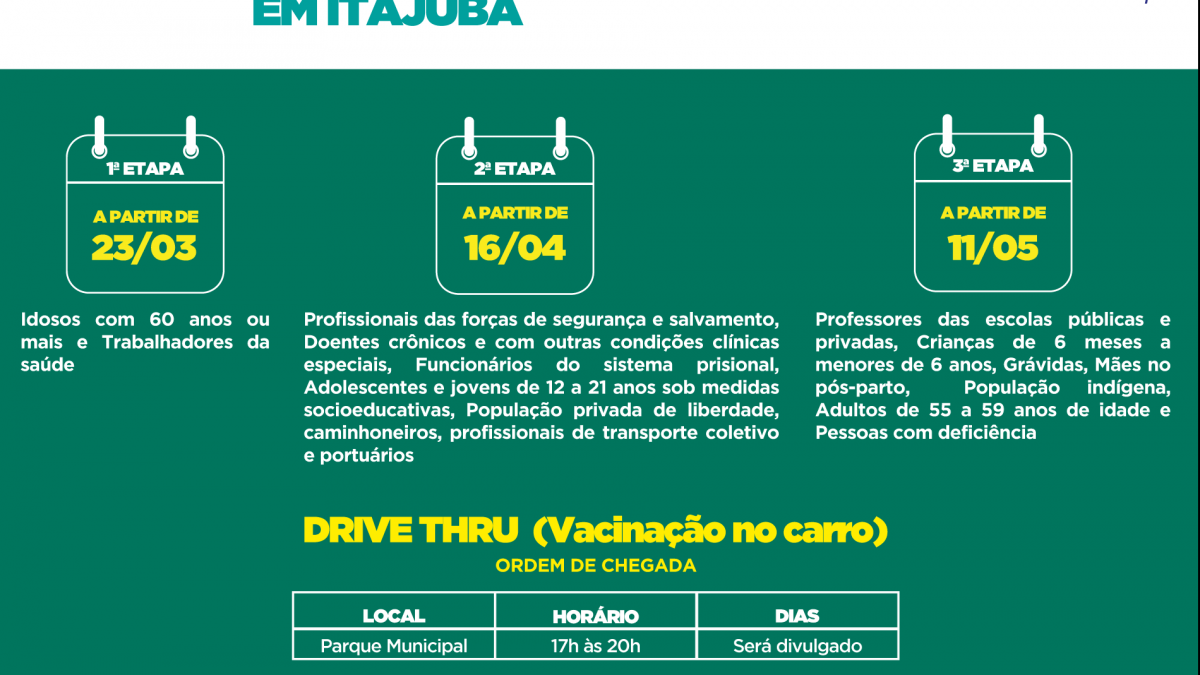 EM ITAJUBÁ
1ª ETAPA
A PARTIR DE
23/03
Idosos com 60 anos ou
mais e Trabalhadores da
saúde
2ª ETAPA
A PARTIR DE
16/04
Profissionais das forças de segurança e salvamento,
Doentes crônicos e com outras condições clínicas
especiais, Funcionários do sistema prisional,
Adolescentes e jovens de 12 a 21 anos sob medidas
socioeducativas, População privada de liberdade,
caminhoneiros, profissionais de transporte coletivo
e portuários
3ª ETAPA
A PARTIR DE
11/05
Professores das escolas públicas e
privadas, Crianças de 6 meses a
menores de 6 anos, Grávidas, Mães no
pós-parto, População indígena,
Adultos de 55 a 59 anos de idade e
Pessoas com deficiência
DRIVE THRU (Vacinação no carro)
ORDEM DE CHEGADA
LOCAL HORÁRIO DIAS
Parque Municipal 17h às 20h Será divulgado